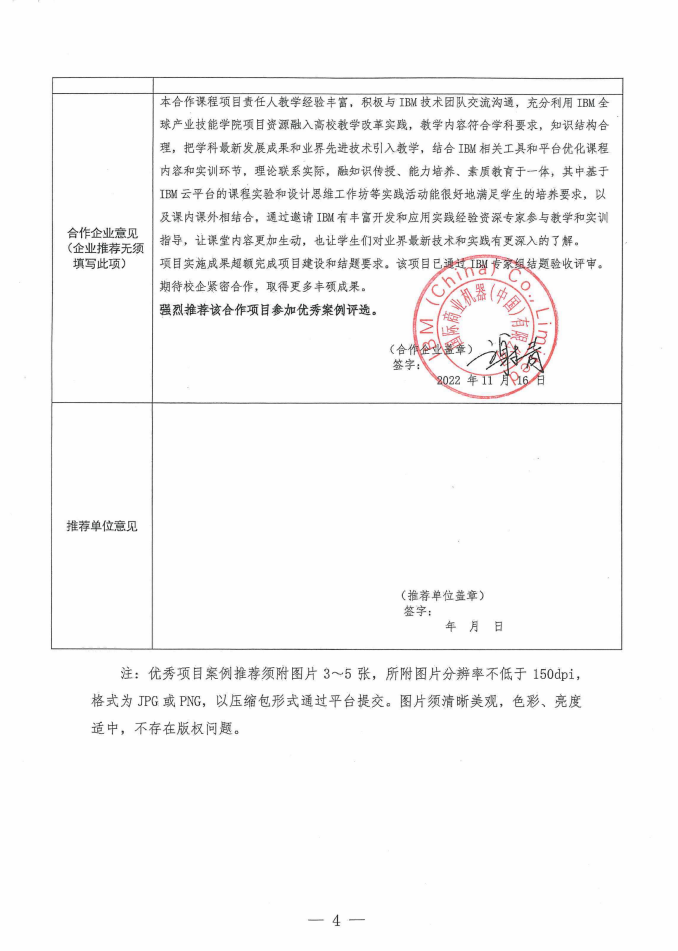 本合作课程项目责任人教学经验丰富，积极与 IBM 技术团队交流沟通，充分利用 IBM 全
球产业技能学院项目资源融入高校教学改革实践，教学内容符合学科要求，知识结构合
理，把学科最新发展成果和业界先进技术引入教学，结合 IBM 相关工具和平台优化课程
内容和实训环节，理论联系实际，融知识传授、能力培养、素质教育于一体，其中基于
IBM 云平台的课程实验和设计思维工作坊等实践活动能很好地满足学生的培养要求，以
及课内课外相结合，通过邀请 IBM 有丰富开发和应用实践经验资深专家参与教学和实训
指导，让课堂内容更加生动，也让学生们对业界最新技术和实践有更深入的了解。
项目实施成果超额完成项目建设和结题要求。该项目已通过 IBM 专家组结题验收评审。
期待校企紧密合作，取得更多丰硕成果。
强烈推荐该合作项目参加优秀案例评选。
合作企业意见
（企业推荐无须
填写此项）
IBM (China) Co., Limited
国际商业机器（中国）有限公司
（合作企业盖章）
签字：
2022 年 11 月 16 日
推荐单位意见
（推荐单位盖章）
签字：
年 月 日
注：优秀项目案例推荐须附图片 3～5 张，所附图片分辨率不低于 150dpi，
格式为 JPG 或 PNG，以压缩包形式通过平台提交。图片须清晰美观，色彩、亮度
适中，不存在版权问题。
— 4 —